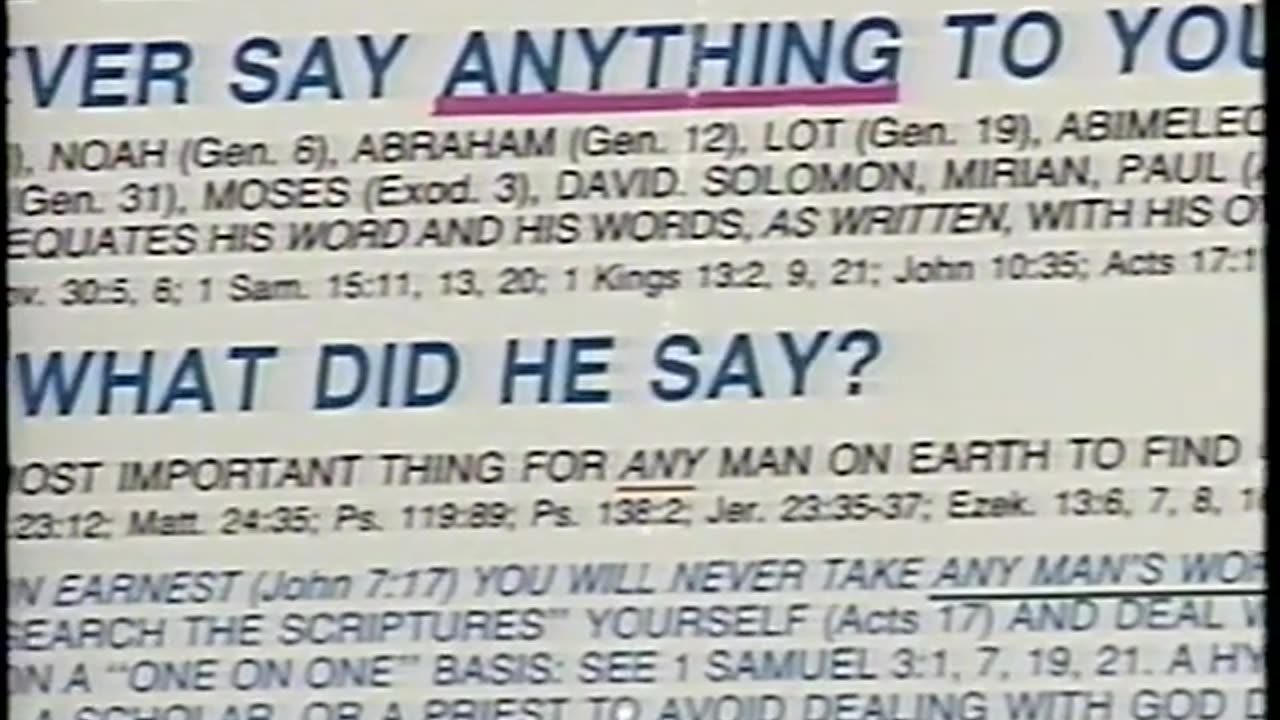 VER SAY ANYTHING TO YOU
), NOAH (Gen. 6), ABRAHAM (Gen. 12), LOT (Gen. 19), ABIMELEC
(Gen. 31), MOSES (Exod. 3), DAVID. SOLOMON, MIRIAN, PAUL (
EQUATES HIS WORD AND HIS WORDS, AS WRITTEN, WITH HIS O
ov. 30:5, 6; 1 Sam. 15:11, 13, 20; 1 Kings 13:2, 9, 21; John 10:35; Acts 17:1
WHAT DID HE SAY?
OST IMPORTANT THING FOR ANY MAN ON EARTH TO FIND
23:12; Matt. 24:35; Ps. 119:89; Ps. 138:2; Jer. 23:35-37; Ezek. 13:6, 7, 8, 1
N EARNEST (John 7:17) YOU WILL NEVER TAKE ANY MAN'S WOR
SEARCH THE SCRIPTURES" YOURSELF (Acts 17) AND DEAL W
ON A "'ONE ON ONE'" BASIS: SEE 1 SAMUEL 3:1, 7, 19, 21. A HY
A SCHOLAR, OR A PRIEST TO AVOID DEALING WITH GOD D